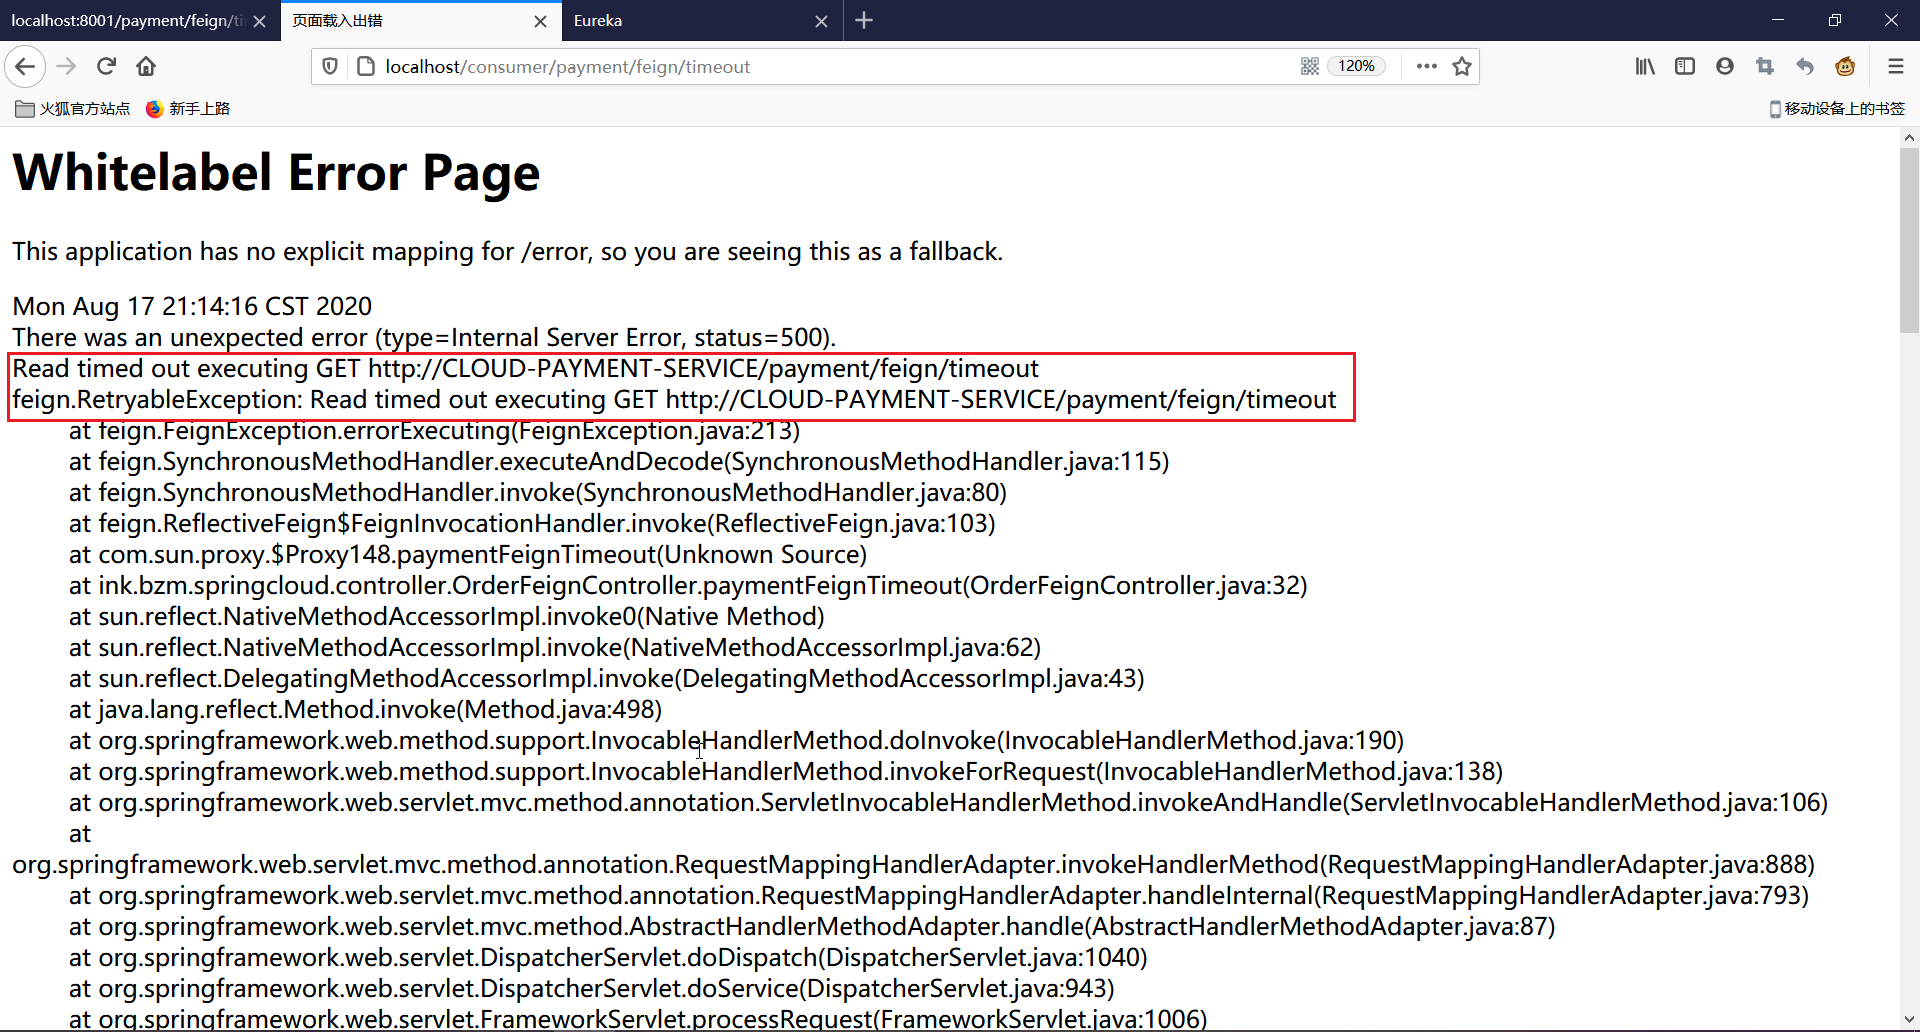 localhost:8001/payment/feign/ti
页面载入出错
Eureka
localhost/consumer/payment/feign/timeout
120%
火狐官方站点
新手上路
移动设备上的书签
Whitelabel Error Page
This application has no explicit mapping for /error, so you are seeing this as a fallback.
Mon Aug 17 21:14:16 CST 2020
There was an unexpected error (type=Internal Server Error, status=500).
Read timed out executing GET http://CLOUD-PAYMENT-SERVICE/payment/feign/timeout
feign.RetryableException: Read timed out executing GET http://CLOUD-PAYMENT-SERVICE/payment/feign/timeout
at feign.FeignException.errorExecuting(FeignException.java:213)
at feign.SynchronousMethodHandler.executeAndDecode(SynchronousMethodHandler.java:115)
at feign.SynchronousMethodHandler.invoke(SynchronousMethodHandler.java:80)
at feign.ReflectiveFeign$FeignInvocationHandler.invoke(ReflectiveFeign.java:103)
at com.sun.proxy.$Proxy148.paymentFeignTimeout(Unknown Source)
at ink.bzm.springcloud.controller.OrderFeignController.paymentFeignTimeout(OrderFeignController.java:32)
at sun.reflect.NativeMethodAccessorImpl.invoke0(Native Method)
at sun.reflect.NativeMethodAccessorImpl.invoke(NativeMethodAccessorImpl.java:62)
at sun.reflect.DelegatingMethodAccessorImpl.invoke(DelegatingMethodAccessorImpl.java:43)
at java.lang.reflect.Method.invoke(Method.java:498)
at org.springframework.web.method.support.InvocableHandlerMethod.doInvoke(InvocableHandlerMethod.java:190)
at org.springframework.web.method.support.InvocableHandlerMethod.invokeForRequest(InvocableHandlerMethod.java:138)
at org.springframework.web.servlet.mvc.method.annotation.ServletInvocableHandlerMethod.invokeAndHandle(ServletInvocableHandlerMethod.java:106)
at
org.springframework.web.servlet.mvc.method.annotation.RequestMappingHandlerAdapter.invokeHandlerMethod(RequestMappingHandlerAdapter.java:888)
at org.springframework.web.servlet.mvc.method.annotation.RequestMappingHandlerAdapter.handleInternal(RequestMappingHandlerAdapter.java:793)
at org.springframework.web.servlet.mvc.method.AbstractHandlerMethodAdapter.handle(AbstractHandlerMethodAdapter.java:87)
at org.springframework.web.servlet.DispatcherServlet.doDispatch(DispatcherServlet.java:1040)
at org.springframework.web.servlet.DispatcherServlet.doService(DispatcherServlet.java:943)
at org.springframework.web.servlet.FrameworkServlet.processRequest(FrameworkServlet.java:1006)